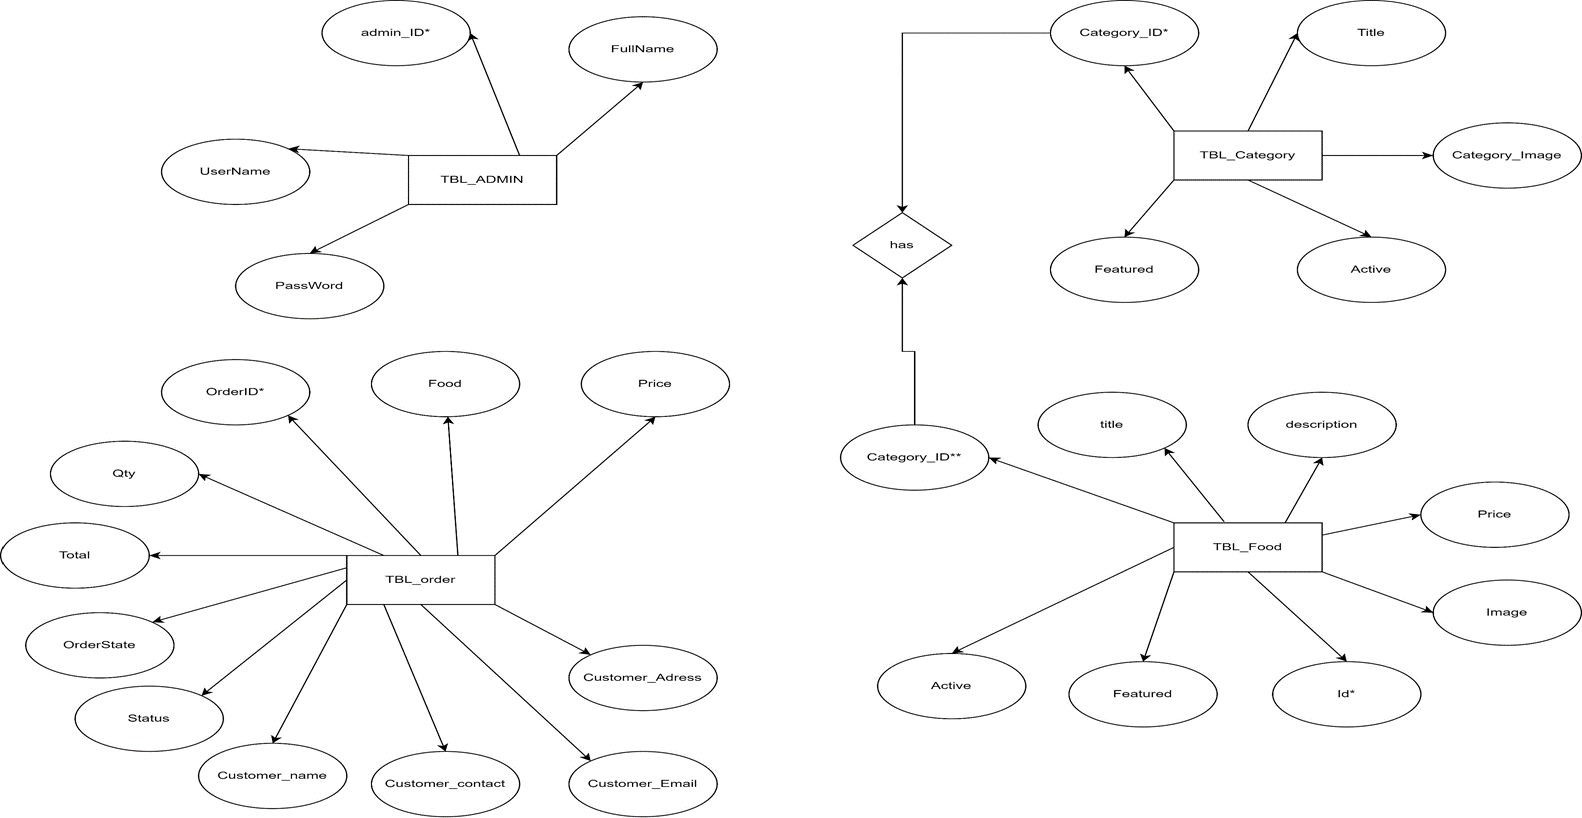 admin_ID*
FullName
UserName
TBL_ADMIN
PassWord
Category_ID*
Title
TBL_Category
Category_Image
has
Featured
Active
OrderID*
Food
Price
Qty
Total
TBL_order
OrderState
Status
Customer_name
Customer_contact
Customer_Email
Customer_Adress
title
description
Category_ID**
Price
TBL_Food
Image
Active
Featured
Id*